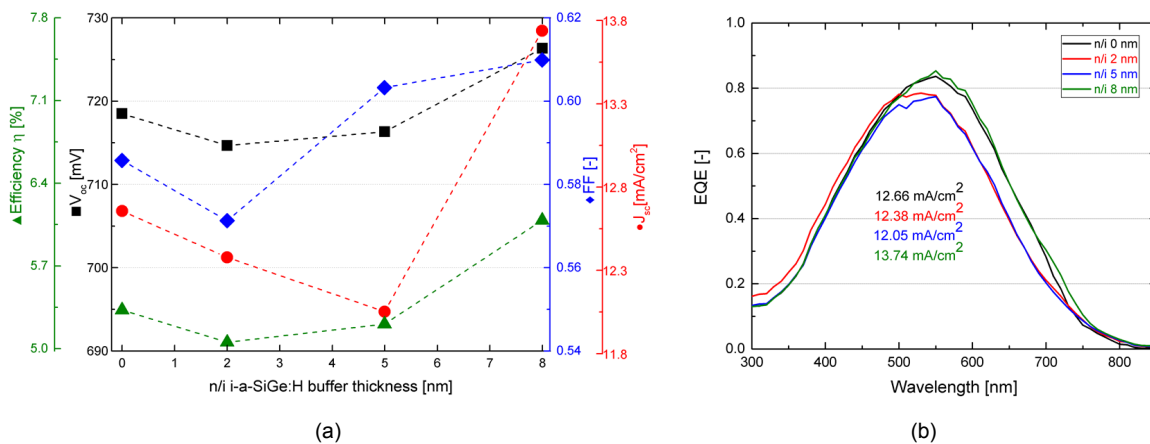 7.8
7.1
6.4
5.7
5.0
▲Efficiency η [%]
730
720
710
700
690
■V_oc [mV]
0 1 2 3 4 5 6 7 8
n/i i-a-SiGe:H buffer thickness [nm]
0.62
0.60
0.58
0.56
0.54
◆FF [-]
13.8
13.3
12.8
12.3
11.8
●J_sc[mA/cm²]
(a)
1.0
0.8
0.6
0.4
0.2
0.0
EQE [-]
n/i 0 nm
n/i 2 nm
n/i 5 nm
n/i 8 nm
12.66 mA/cm²
12.38 mA/cm²
12.05 mA/cm²
13.74 mA/cm²
300 400 500 600 700 800
Wavelength [nm]
(b)